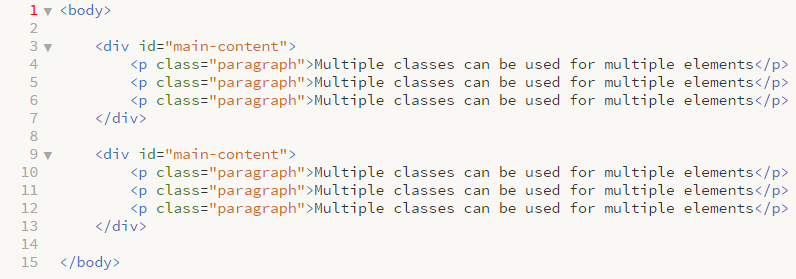 1 ▼ <body>
2
3 ▼ <div id="main-content">
4 <p class="paragraph">Multiple classes can be used for multiple elements</p>
5 <p class="paragraph">Multiple classes can be used for multiple elements</p>
6 <p class="paragraph">Multiple classes can be used for multiple elements</p>
7 </div>
8
9 ▼ <div id="main-content">
10 <p class="paragraph">Multiple classes can be used for multiple elements</p>
11 <p class="paragraph">Multiple classes can be used for multiple elements</p>
12 <p class="paragraph">Multiple classes can be used for multiple elements</p>
13 </div>
14
15 </body>